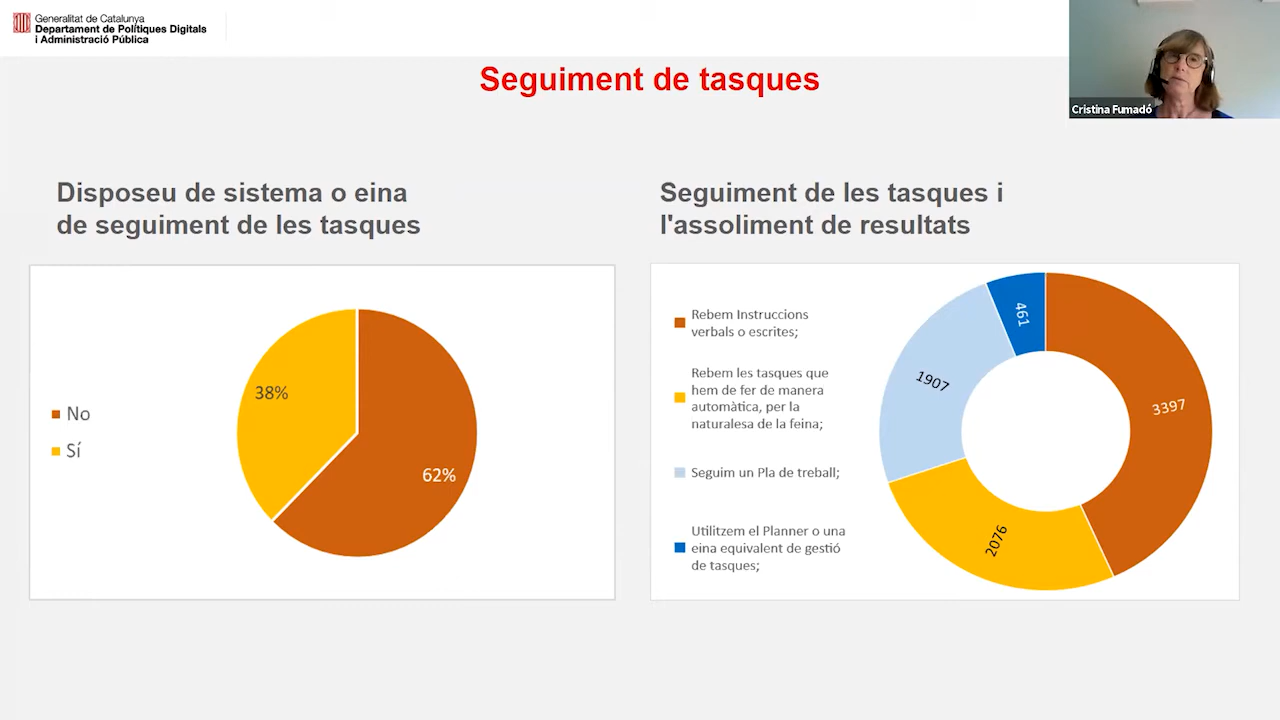 Generalitat de Catalunya
Departament de Polítiques Digitals
i Administració Pública
Cristina Fumadó
Seguiment de tasques
Disposeu de sistema o eina
de seguiment de les tasques
No
Sí
38%
62%
Seguiment de les tasques i
l'assoliment de resultats
Rebem Instruccions
verbals o escrites;
Rebem les tasques que
hem de fer de manera
automàtica, per la
naturalesa de la feina;
Seguim un Pla de treball;
Utilitzem el Planner o una
eina equivalent de gestió
de tasques;
461
1907
3397
2076